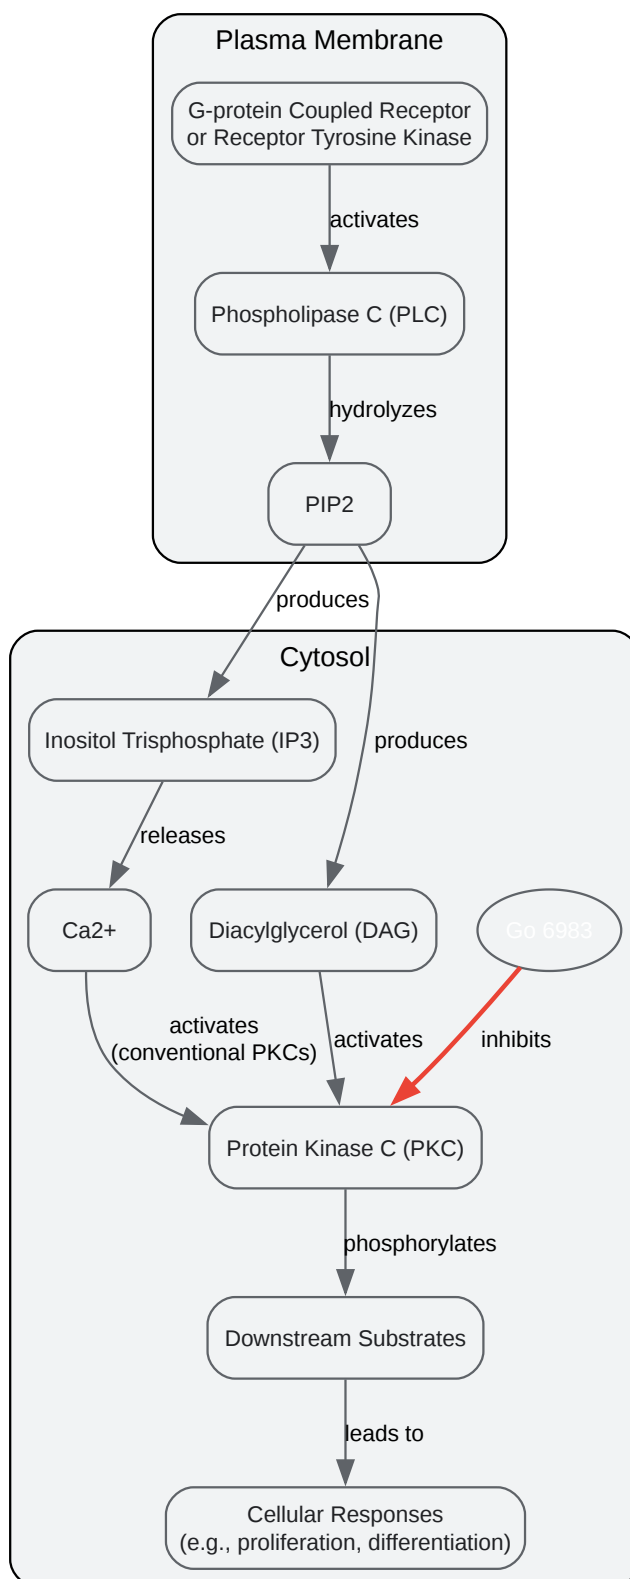 Plasma Membrane
G-protein Coupled Receptor
or Receptor Tyrosine Kinase
activates
Phospholipase C (PLC)
hydrolyzes
PIP2
produces
Cytosol
Inositol Trisphosphate (IP3)
produces
releases
Ca2+
Diacylglycerol (DAG)
Go 6983
activates
(conventional PKCs)
activates
inhibits
Protein Kinase C (PKC)
phosphorylates
Downstream Substrates
leads to
Cellular Responses
(e.g., proliferation, differentiation)